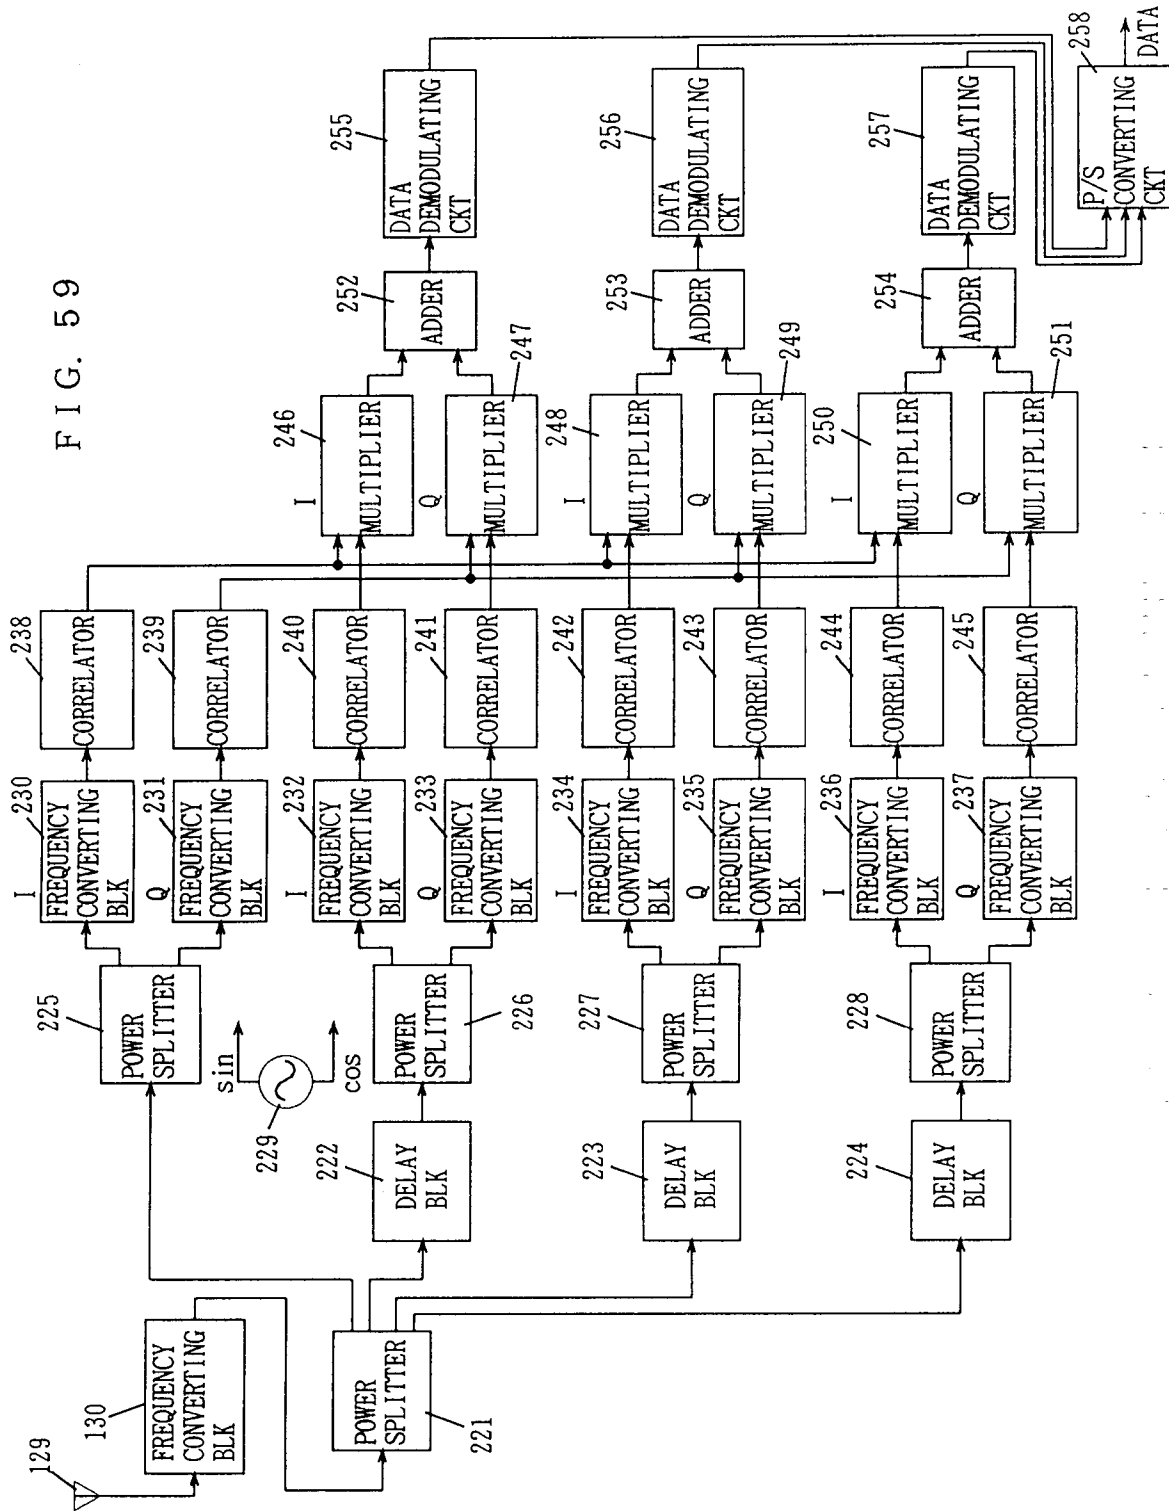 FIG. 59
129
130
FREQUENCY
CONVERTING
BLK
POWER
SPLITTER
221
225
POWER
SPLITTER
sin
cos
229
222
DELAY
BLK
POWER
SPLITTER
226
223
DELAY
BLK
227
POWER
SPLITTER
224
DELAY
BLK
228
POWER
SPLITTER
I
230
FREQUENCY
CONVERTING
BLK
Q
231
FREQUENCY
CONVERTING
BLK
I
232
FREQUENCY
CONVERTING
BLK
Q
233
FREQUENCY
CONVERTING
BLK
I
234
FREQUENCY
CONVERTING
BLK
Q
235
FREQUENCY
CONVERTING
BLK
I
236
FREQUENCY
CONVERTING
BLK
Q
237
FREQUENCY
CONVERTING
BLK
238
CORRELATOR
239
CORRELATOR
240
CORRELATOR
241
CORRELATOR
242
CORRELATOR
243
CORRELATOR
244
CORRELATOR
245
CORRELATOR
I
246
MULTIPLIER
Q
247
MULTIPLIER
I
248
MULTIPLIER
Q
249
MULTIPLIER
I
250
MULTIPLIER
Q
251
MULTIPLIER
252
ADDER
253
ADDER
254
ADDER
255
DATA
DEMODULATING
CKT
256
DATA
DEMODULATING
CKT
257
DATA
DEMODULATING
CKT
258
P/S
CONVERTING
CKT
DATA